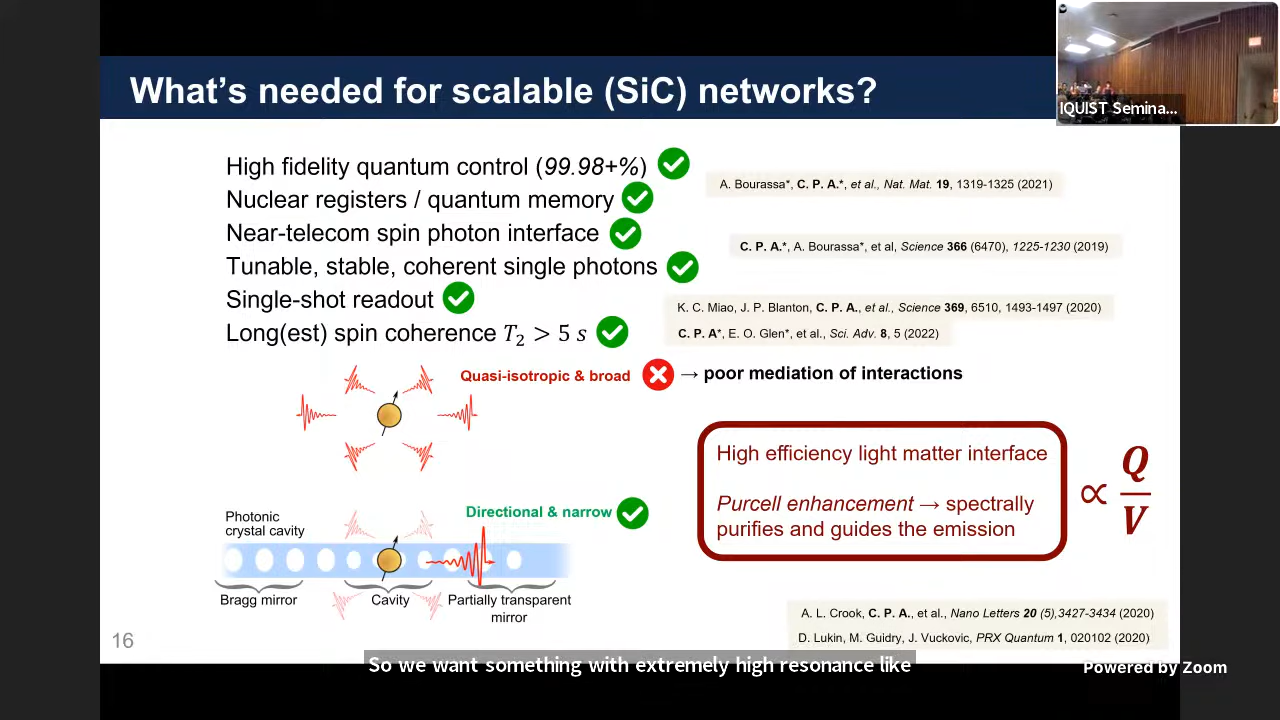 What's needed for scalable (SiC) networks?
IQUIST Semina...
High fidelity quantum control (99.98+%)
A. Bourassa*, C. P. A.*, et al., Nat. Mat. 19, 1319-1325 (2021)
Nuclear registers / quantum memory
Near-telecom spin photon interface
C. P. A.*, A. Bourassa*, et al, Science 366 (6470), 1225-1230 (2019)
Tunable, stable, coherent single photons
Single-shot readout
K. C. Miao, J. P. Blanton, C. P. A., et al., Science 369, 6510, 1493-1497 (2020)
Long(est) spin coherence T₂ > 5 s
C. P. A*, E. O. Glen*, et al., Sci. Adv. 8, 5 (2022)
Quasi-isotropic & broad → poor mediation of interactions
High efficiency light matter interface
Purcell enhancement → spectrally
purifies and guides the emission
∝ Q/V
Directional & narrow
Photonic
crystal cavity
Bragg mirror
Cavity
Partially transparent
mirror
A. L. Crook, C. P. A., et al., Nano Letters 20 (5),3427-3434 (2020)
D. Lukin, M. Guidry, J. Vuckovic, PRX Quantum 1, 020102 (2020)
16
So we want something with extremely high resonance like
Powered by Zoom